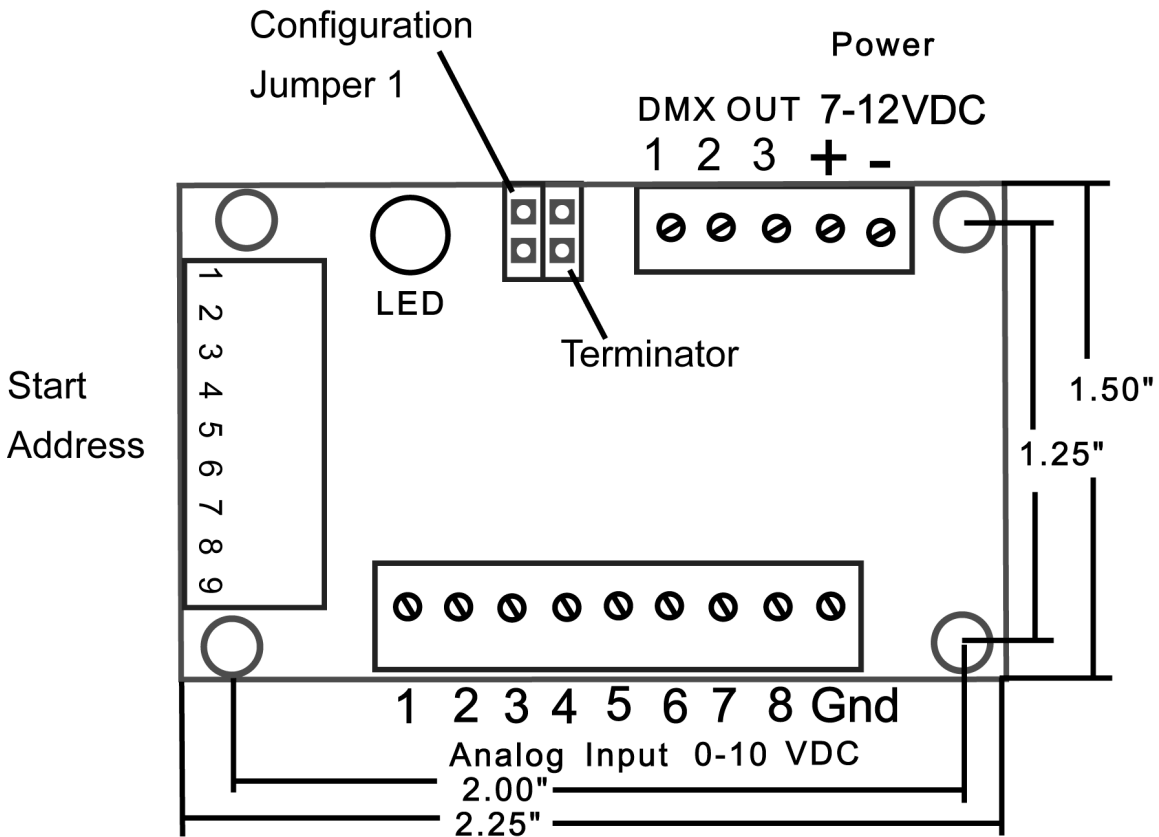 Configuration
Jumper 1
Power
DMX OUT 7-12VDC
1 2 3 + -
LED
Terminator
Start
Address
1
2
3
4
5
6
7
8
9
1.50"
1.25"
1 2 3 4 5 6 7 8 Gnd
Analog Input 0-10 VDC
2.00"
2.25"